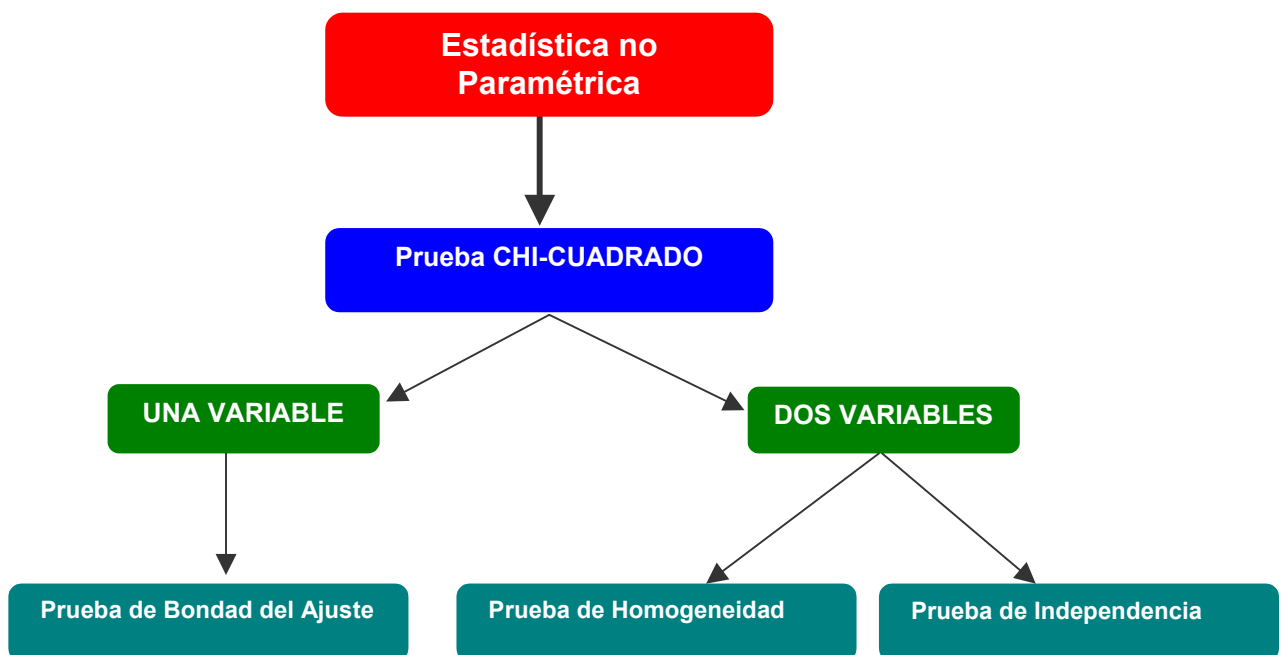 Estadística no
Paramétrica
Prueba CHI-CUADRADO
UNA VARIABLE
DOS VARIABLES
Prueba de Bondad del Ajuste
Prueba de Homogeneidad
Prueba de Independencia